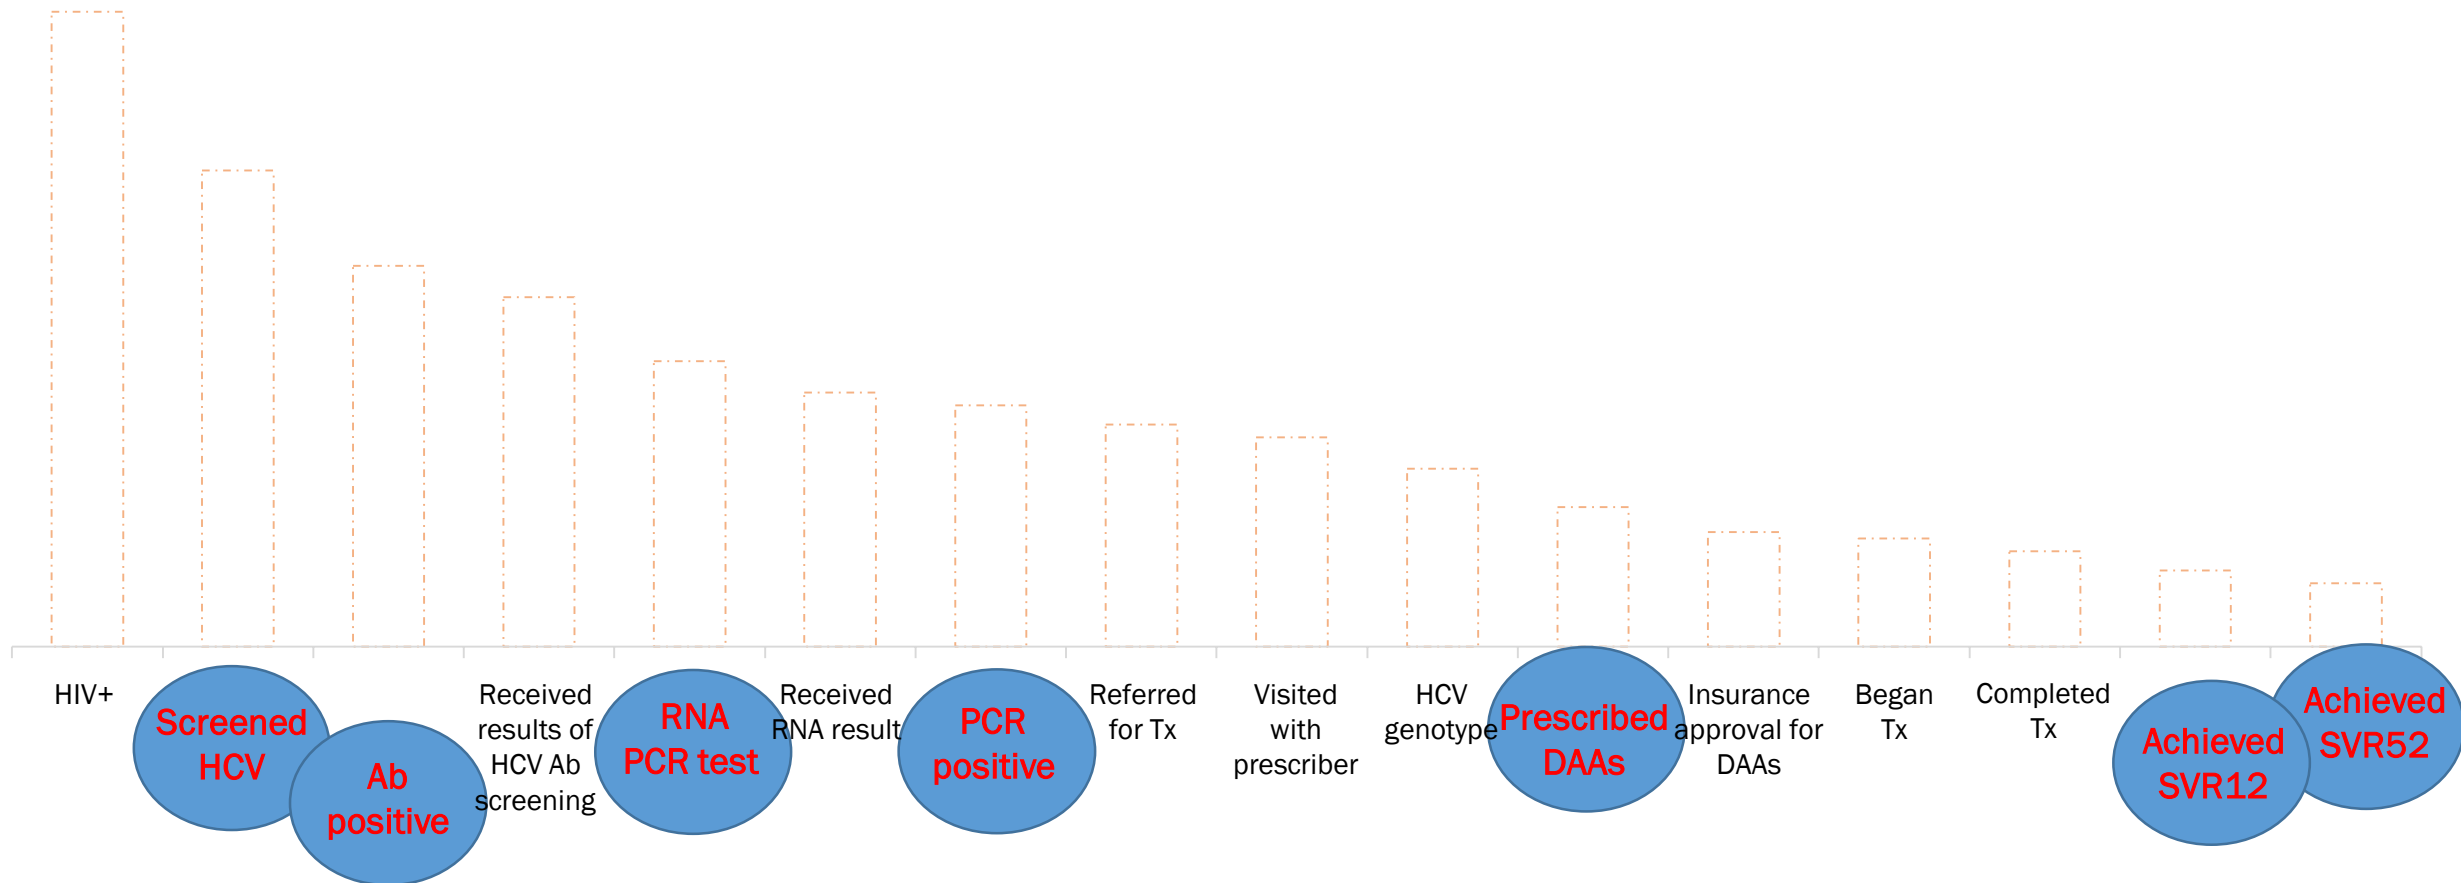 HIV+
Screened
HCV
Ab
positive
Received
results of
HCV Ab
screening
RNA
PCR test
Received
RNA result
PCR
positive
Referred
for Tx
Visited
with
prescriber
HCV
genotype
Prescribed
DAAs
Insurance
approval for
DAAs
Began
Tx
Completed
Tx
Achieved
SVR12
Achieved
SVR52